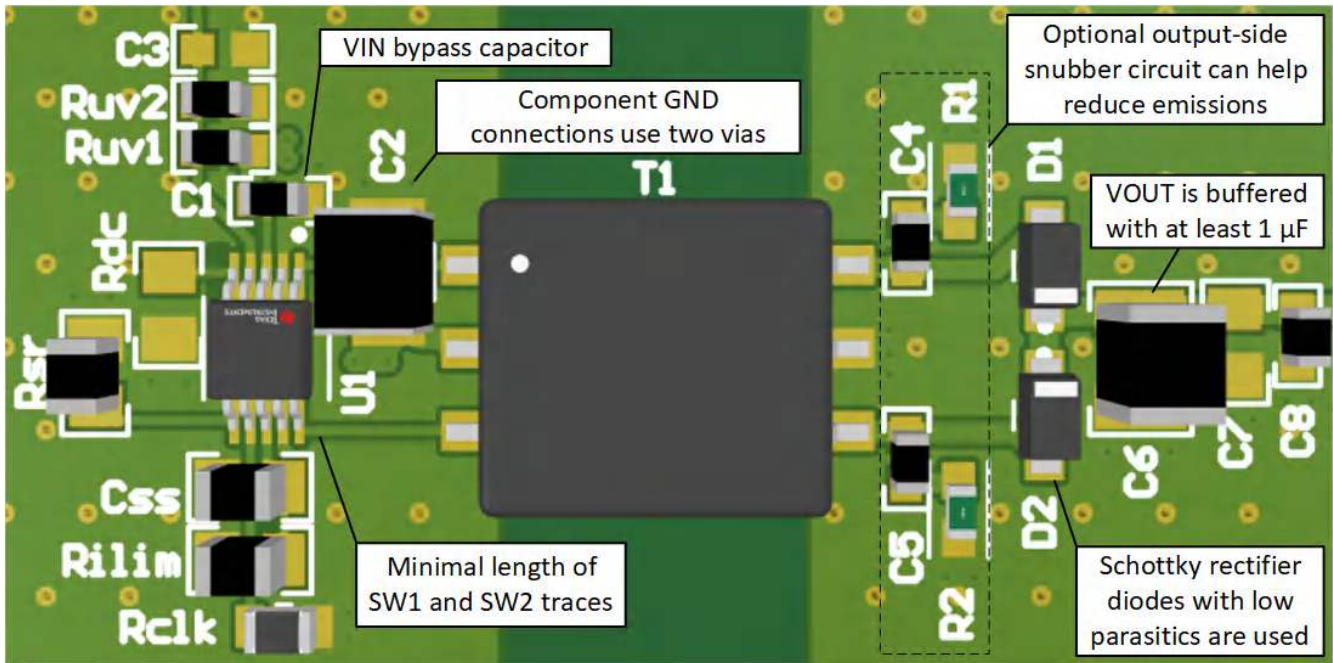 C3
VIN bypass capacitor
Optional output-side
snubber circuit can help
reduce emissions
Ruv2
Component GND
connections use two vias
Ruv1
C2
C4
R1
D1
T1
C1
VOUT is buffered
with at least 1 µF
Rdc
TEXAS
INSTRUMENTS
Rsr
U1
C6
C7
C8
Css
C5
D2
Rilim
Minimal length of
SW1 and SW2 traces
R2
Schottky rectifier
diodes with low
parasitics are used
Rclk